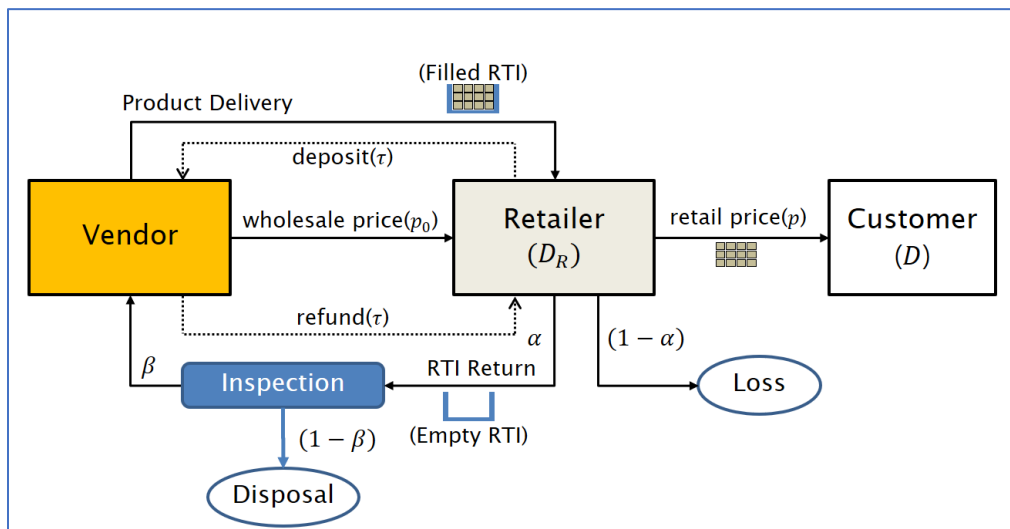 (Filled RTI)
Product Delivery
deposit(τ)
Vendor
wholesale price(p₀)
Retailer
(D_R)
retail price(p)
Customer
(D)
refund(τ)
α
(1 − α)
β
Inspection
RTI Return
Loss
(1 − β)
(Empty RTI)
Disposal